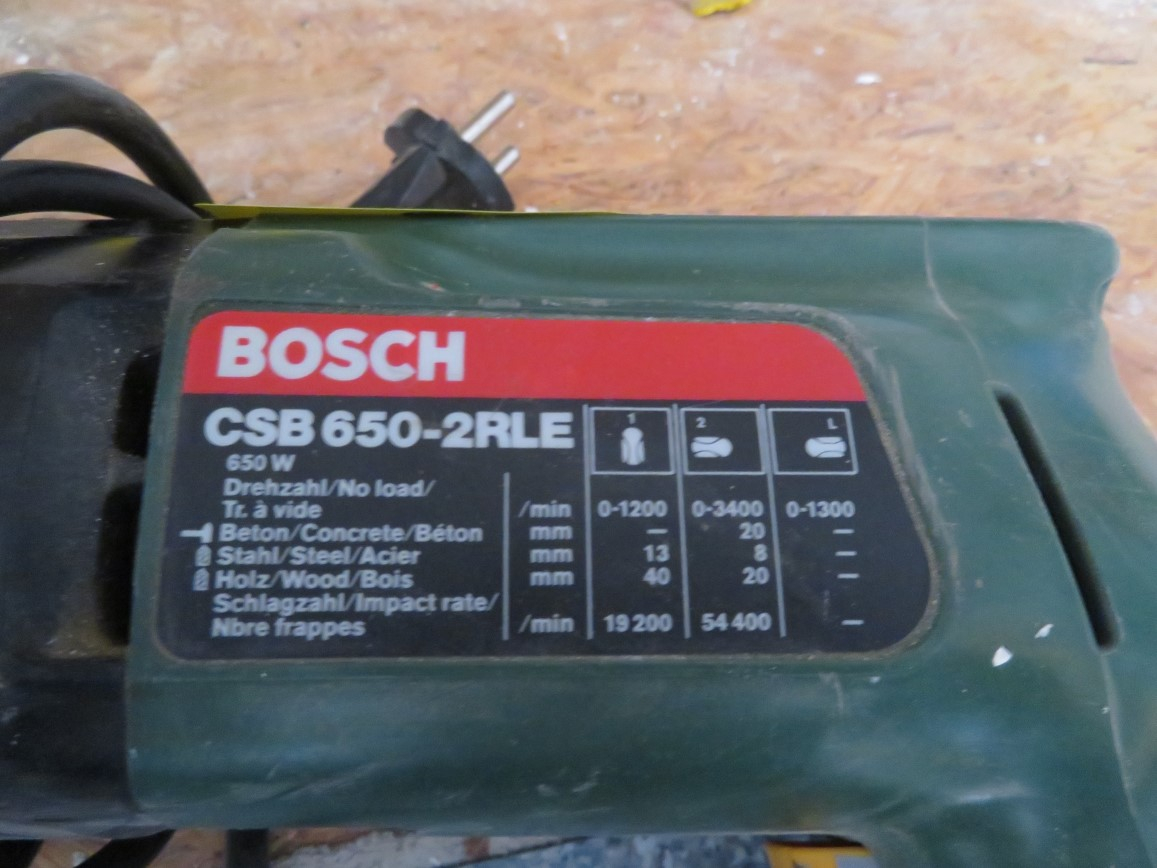 BOSCH
CSB 650-2RLE 1 2 L
650 W
Drehzahl/No load/
Tr. à vide /min 0-1200 0-3400 0-1300
Beton/Concrete/Béton mm — 20 —
Stahl/Steel/Acier mm 13 8 —
Holz/Wood/Bois mm 40 20 —
Schlagzahl/Impact rate/
Nbre frappes /min 19 200 54 400 —